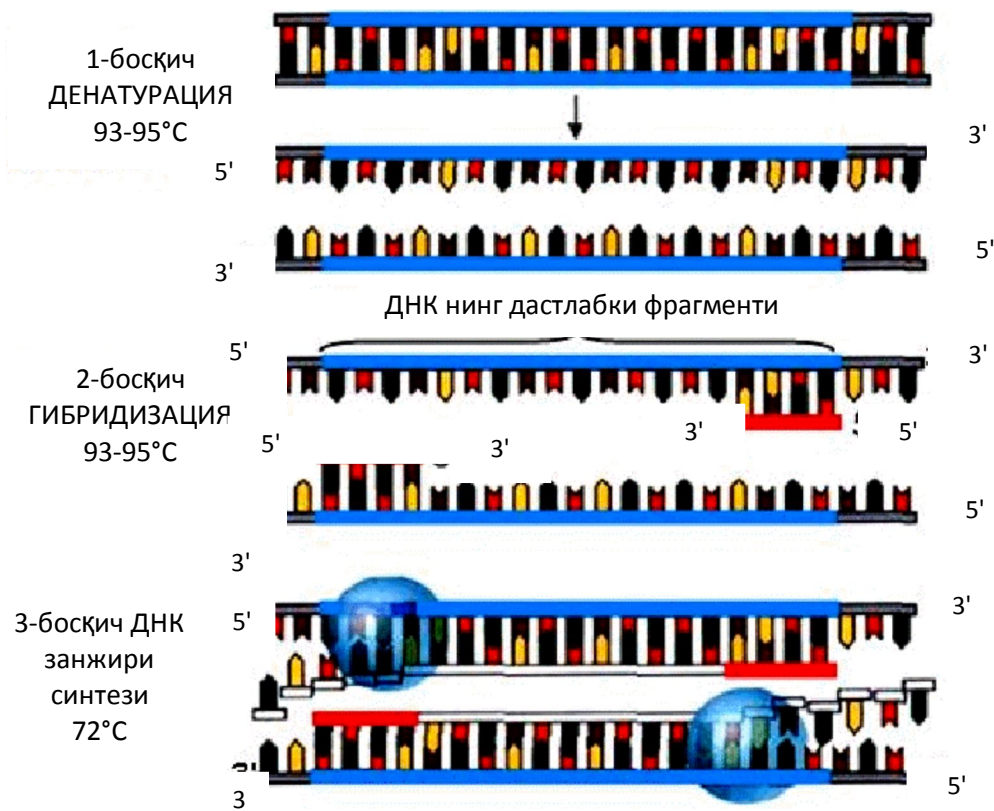 1-босқич
ДЕНАТУРАЦИЯ
93-95°C
3'
5'
5'
3'
ДНК нинг дастлабки фрагменти
5'
3'
2-босқич
ГИБРИДИЗАЦИЯ
93-95°C
5'
3'
3'
5'
5'
3'
3-босқич ДНК
занжири
синтези
72°C
5'
3'
3
5'